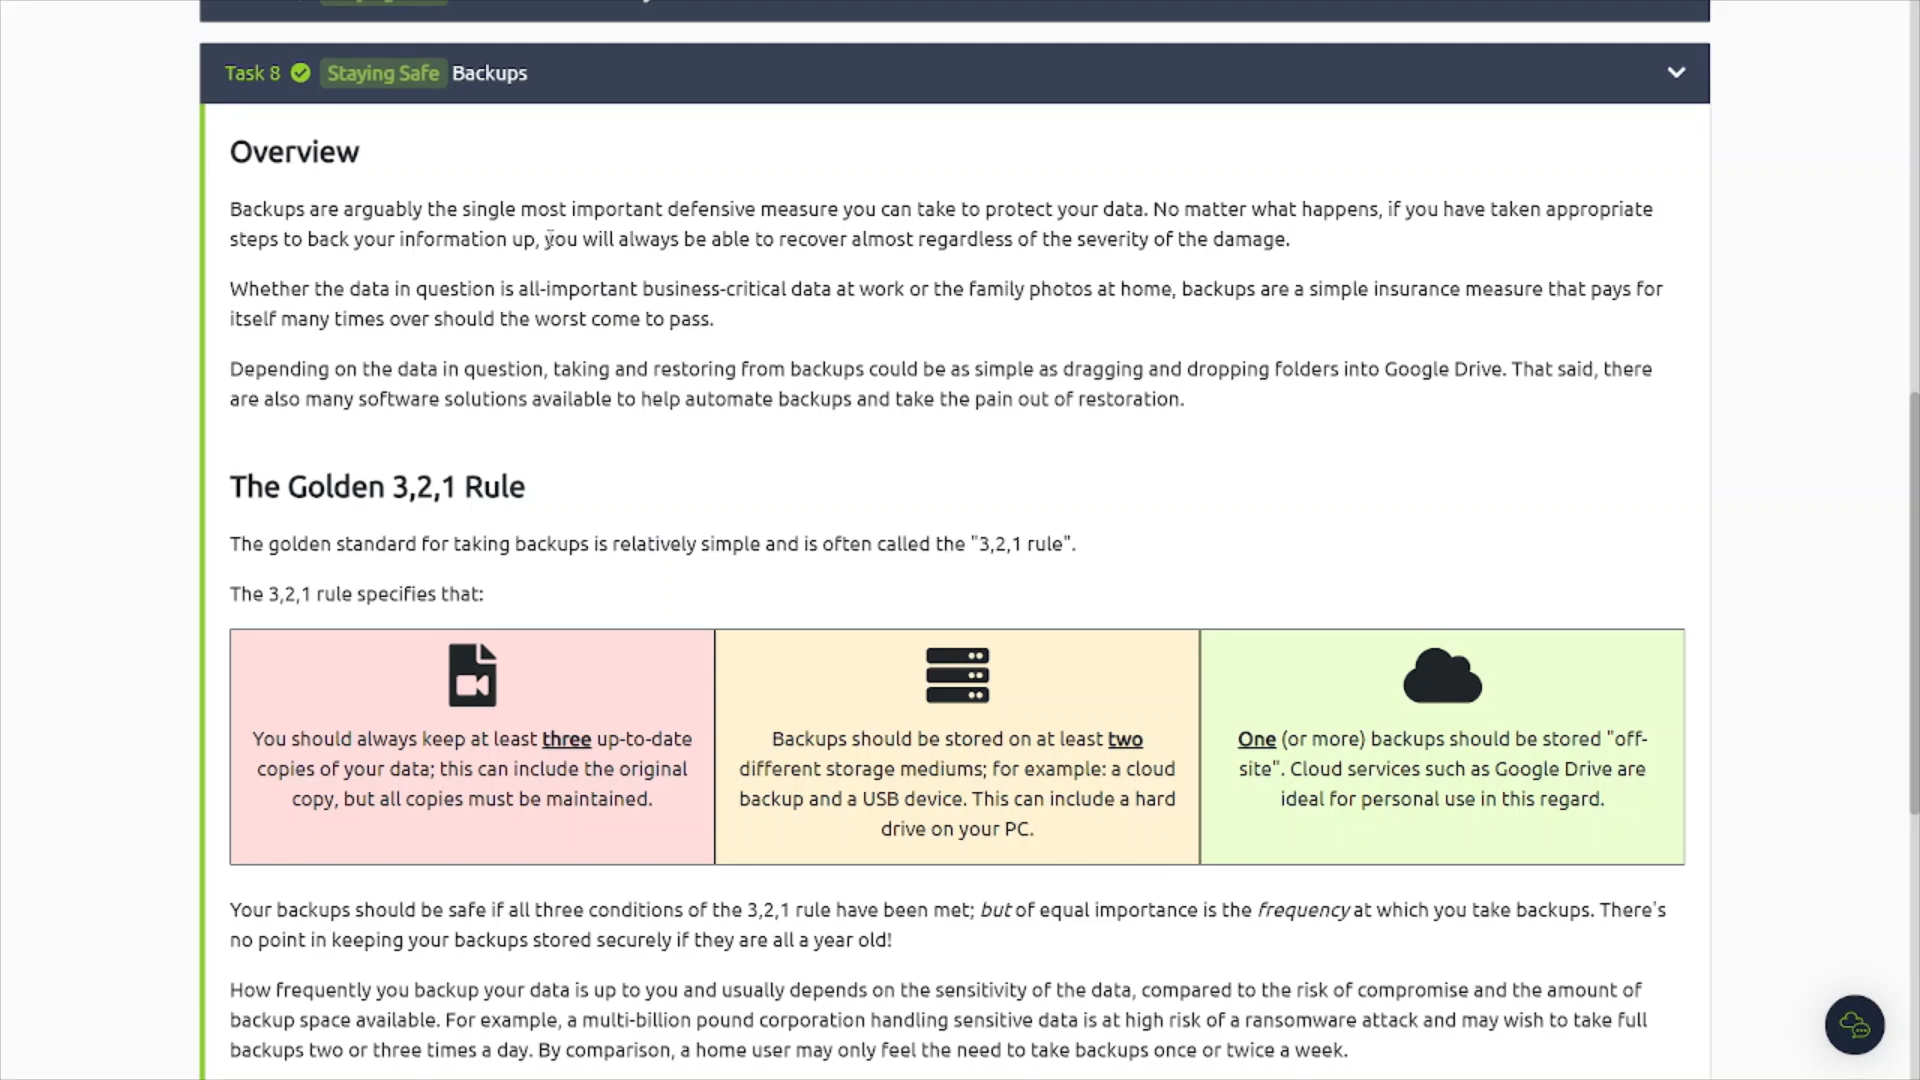 Task 8 Staying Safe Backups
Overview
Backups are arguably the single most important defensive measure you can take to protect your data. No matter what happens, if you have taken appropriate
steps to back your information up, you will always be able to recover almost regardless of the severity of the damage.
Whether the data in question is all-important business-critical data at work or the family photos at home, backups are a simple insurance measure that pays for
itself many times over should the worst come to pass.
Depending on the data in question, taking and restoring from backups could be as simple as dragging and dropping folders into Google Drive. That said, there
are also many software solutions available to help automate backups and take the pain out of restoration.
The Golden 3,2,1 Rule
The golden standard for taking backups is relatively simple and is often called the "3,2,1 rule".
The 3,2,1 rule specifies that:
You should always keep at least three up-to-date
copies of your data; this can include the original
copy, but all copies must be maintained.
Backups should be stored on at least two
different storage mediums; for example: a cloud
backup and a USB device. This can include a hard
drive on your PC.
One (or more) backups should be stored "off-
site". Cloud services such as Google Drive are
ideal for personal use in this regard.
Your backups should be safe if all three conditions of the 3,2,1 rule have been met; but of equal importance is the frequency at which you take backups. There's
no point in keeping your backups stored securely if they are all a year old!
How frequently you backup your data is up to you and usually depends on the sensitivity of the data, compared to the risk of compromise and the amount of
backup space available. For example, a multi-billion pound corporation handling sensitive data is at high risk of a ransomware attack and may wish to take full
backups two or three times a day. By comparison, a home user may only feel the need to take backups once or twice a week.